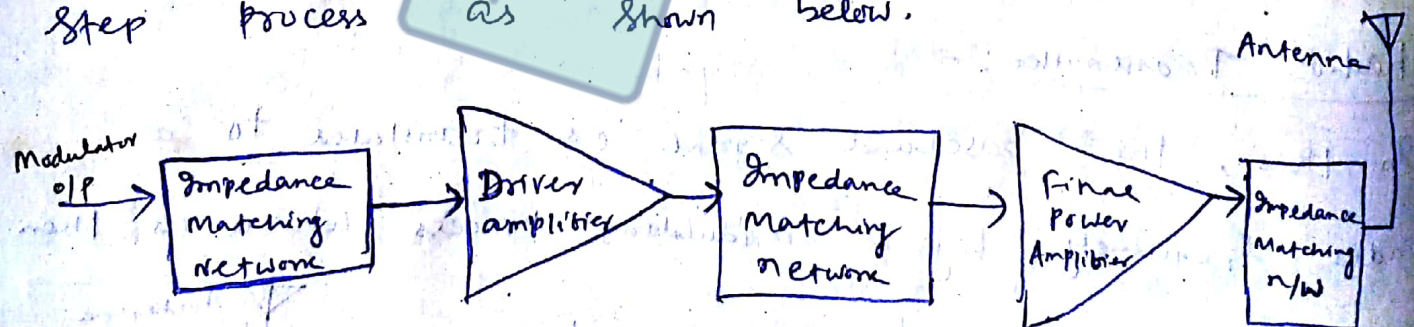 Step process as shown below.
Antenna
Modulator
o/p
Impedance
Matching
Network
Driver
amplifier
Impedance
Matching
network
Final
Power
Amplifier
Impedance
Matching
n/w